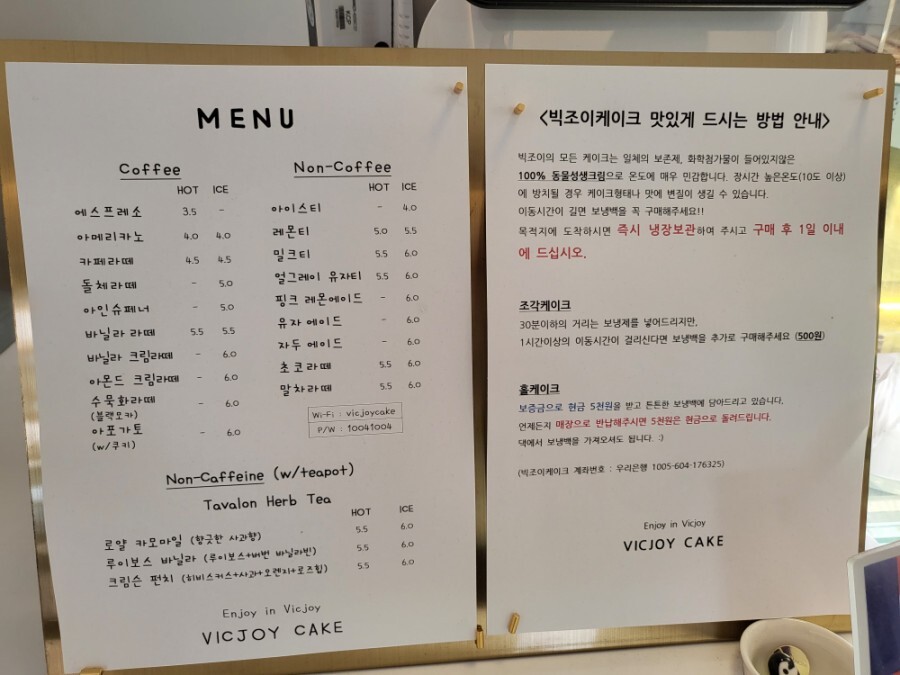 MENU
Coffee
HOT ICE
에스프레소 3.5 -
아메리카노 4.0 4.0
카페라떼 4.5 4.5
돌체라떼 - 5.0
아인슈페너 - 5.0
바닐라 라떼 5.5 5.5
바닐라 크림라떼 - 6.0
아몬드 크림라떼 - 6.0
수묵화라떼 - 6.0
(블랙모카)
아포가토 - 6.0
(w/쿠키)
Non-Coffee
HOT ICE
아이스티 - 4.0
레몬티 5.0 5.5
밀크티 5.5 6.0
얼그레이 유자티 5.5 6.0
핑크 레몬에이드 - 6.0
유자 에이드 - 6.0
자두 에이드 - 6.0
초코라떼 5.5 6.0
말차라떼 5.5 6.0
Wi-Fi : vicjoycake
P/W : 10041004
Non-Caffeine (w/teapot)
Tavalon Herb Tea
HOT ICE
로얄 카모마일 (향긋한 사과향) 5.5 6.0
루이보스 바닐라 (루이보스+버번 바닐라빈) 5.5 6.0
크림슨 펀치 (히비스커스+사과+오렌지+로즈힙) 5.5 6.0
Enjoy in Vicjoy
VICJOY CAKE
<빅조이케이크 맛있게 드시는 방법 안내>
빅조이의 모든 케이크는 일체의 보존제, 화학첨가물이 들어있지않은
100% 동물성생크림으로 온도에 매우 민감합니다. 장시간 높은온도(10도 이상)
에 방치될 경우 케이크형태나 맛에 변질이 생길 수 있습니다.
이동시간이 길면 보냉백을 꼭 구매해주세요!!
목적지에 도착하시면 즉시 냉장보관하여 주시고 구매 후 1일 이내
에 드십시오.
조각케이크
30분이하의 거리는 보냉제를 넣어드리지만,
1시간이상의 이동시간이 걸리신다면 보냉백을 추가로 구매해주세요 (500원)
홀케이크
보증금으로 현금 5천원을 받고 튼튼한 보냉백에 담아드리고 있습니다.
언제든지 매장으로 반납해주시면 5천원은 현금으로 돌려드립니다.
댁에서 보냉백을 가져오셔도 됩니다. :)
(빅조이케이크 계좌번호 : 우리은행 1005-604-176325)
Enjoy in Vicjoy
VICJOY CAKE